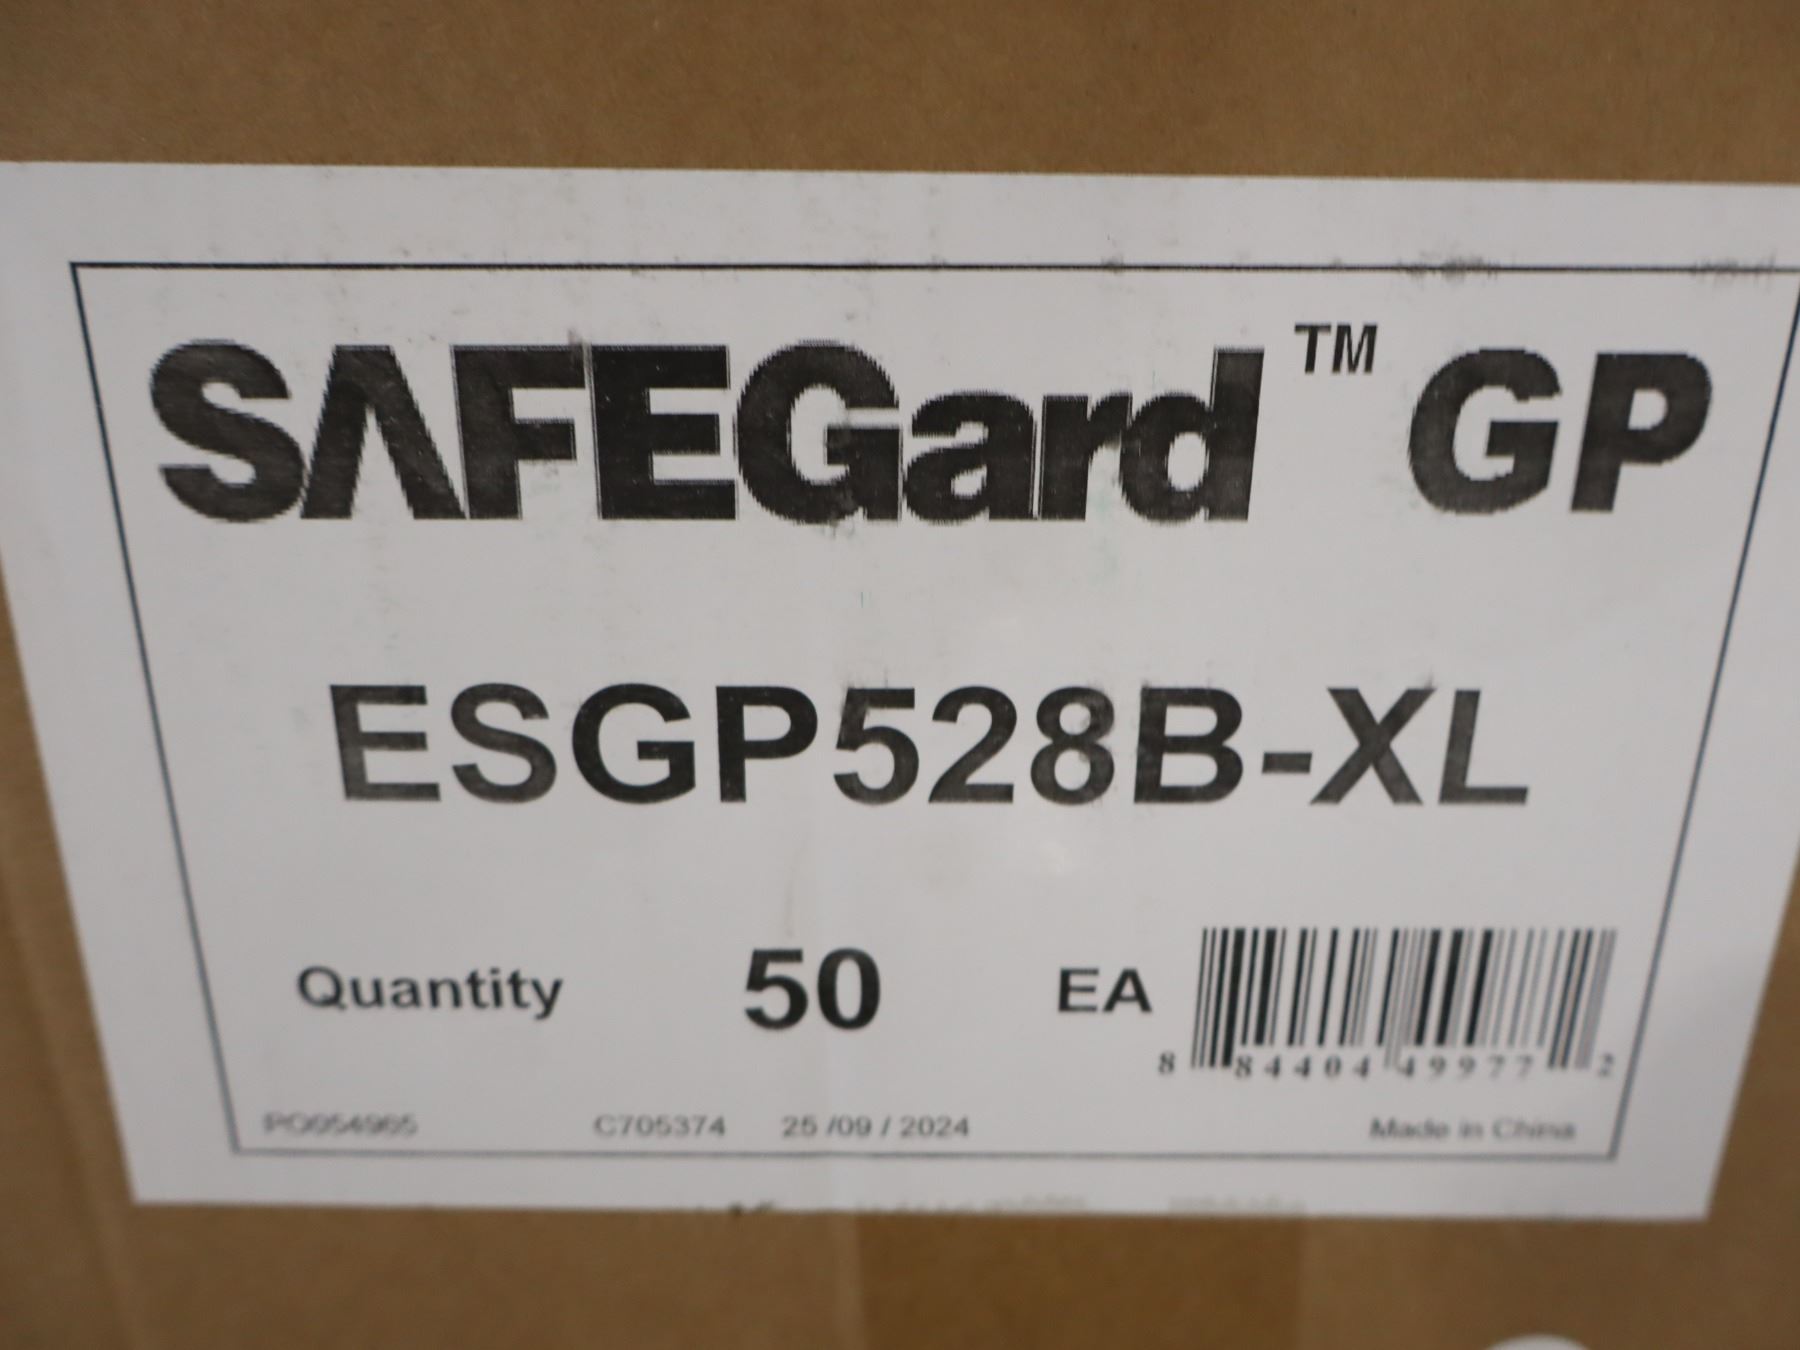 SAFEGard™ GP
ESGP528B-XL
Quantity 50 EA
8 84404 49977 2
PO054965 C705374 25 /09 / 2024 Made in China